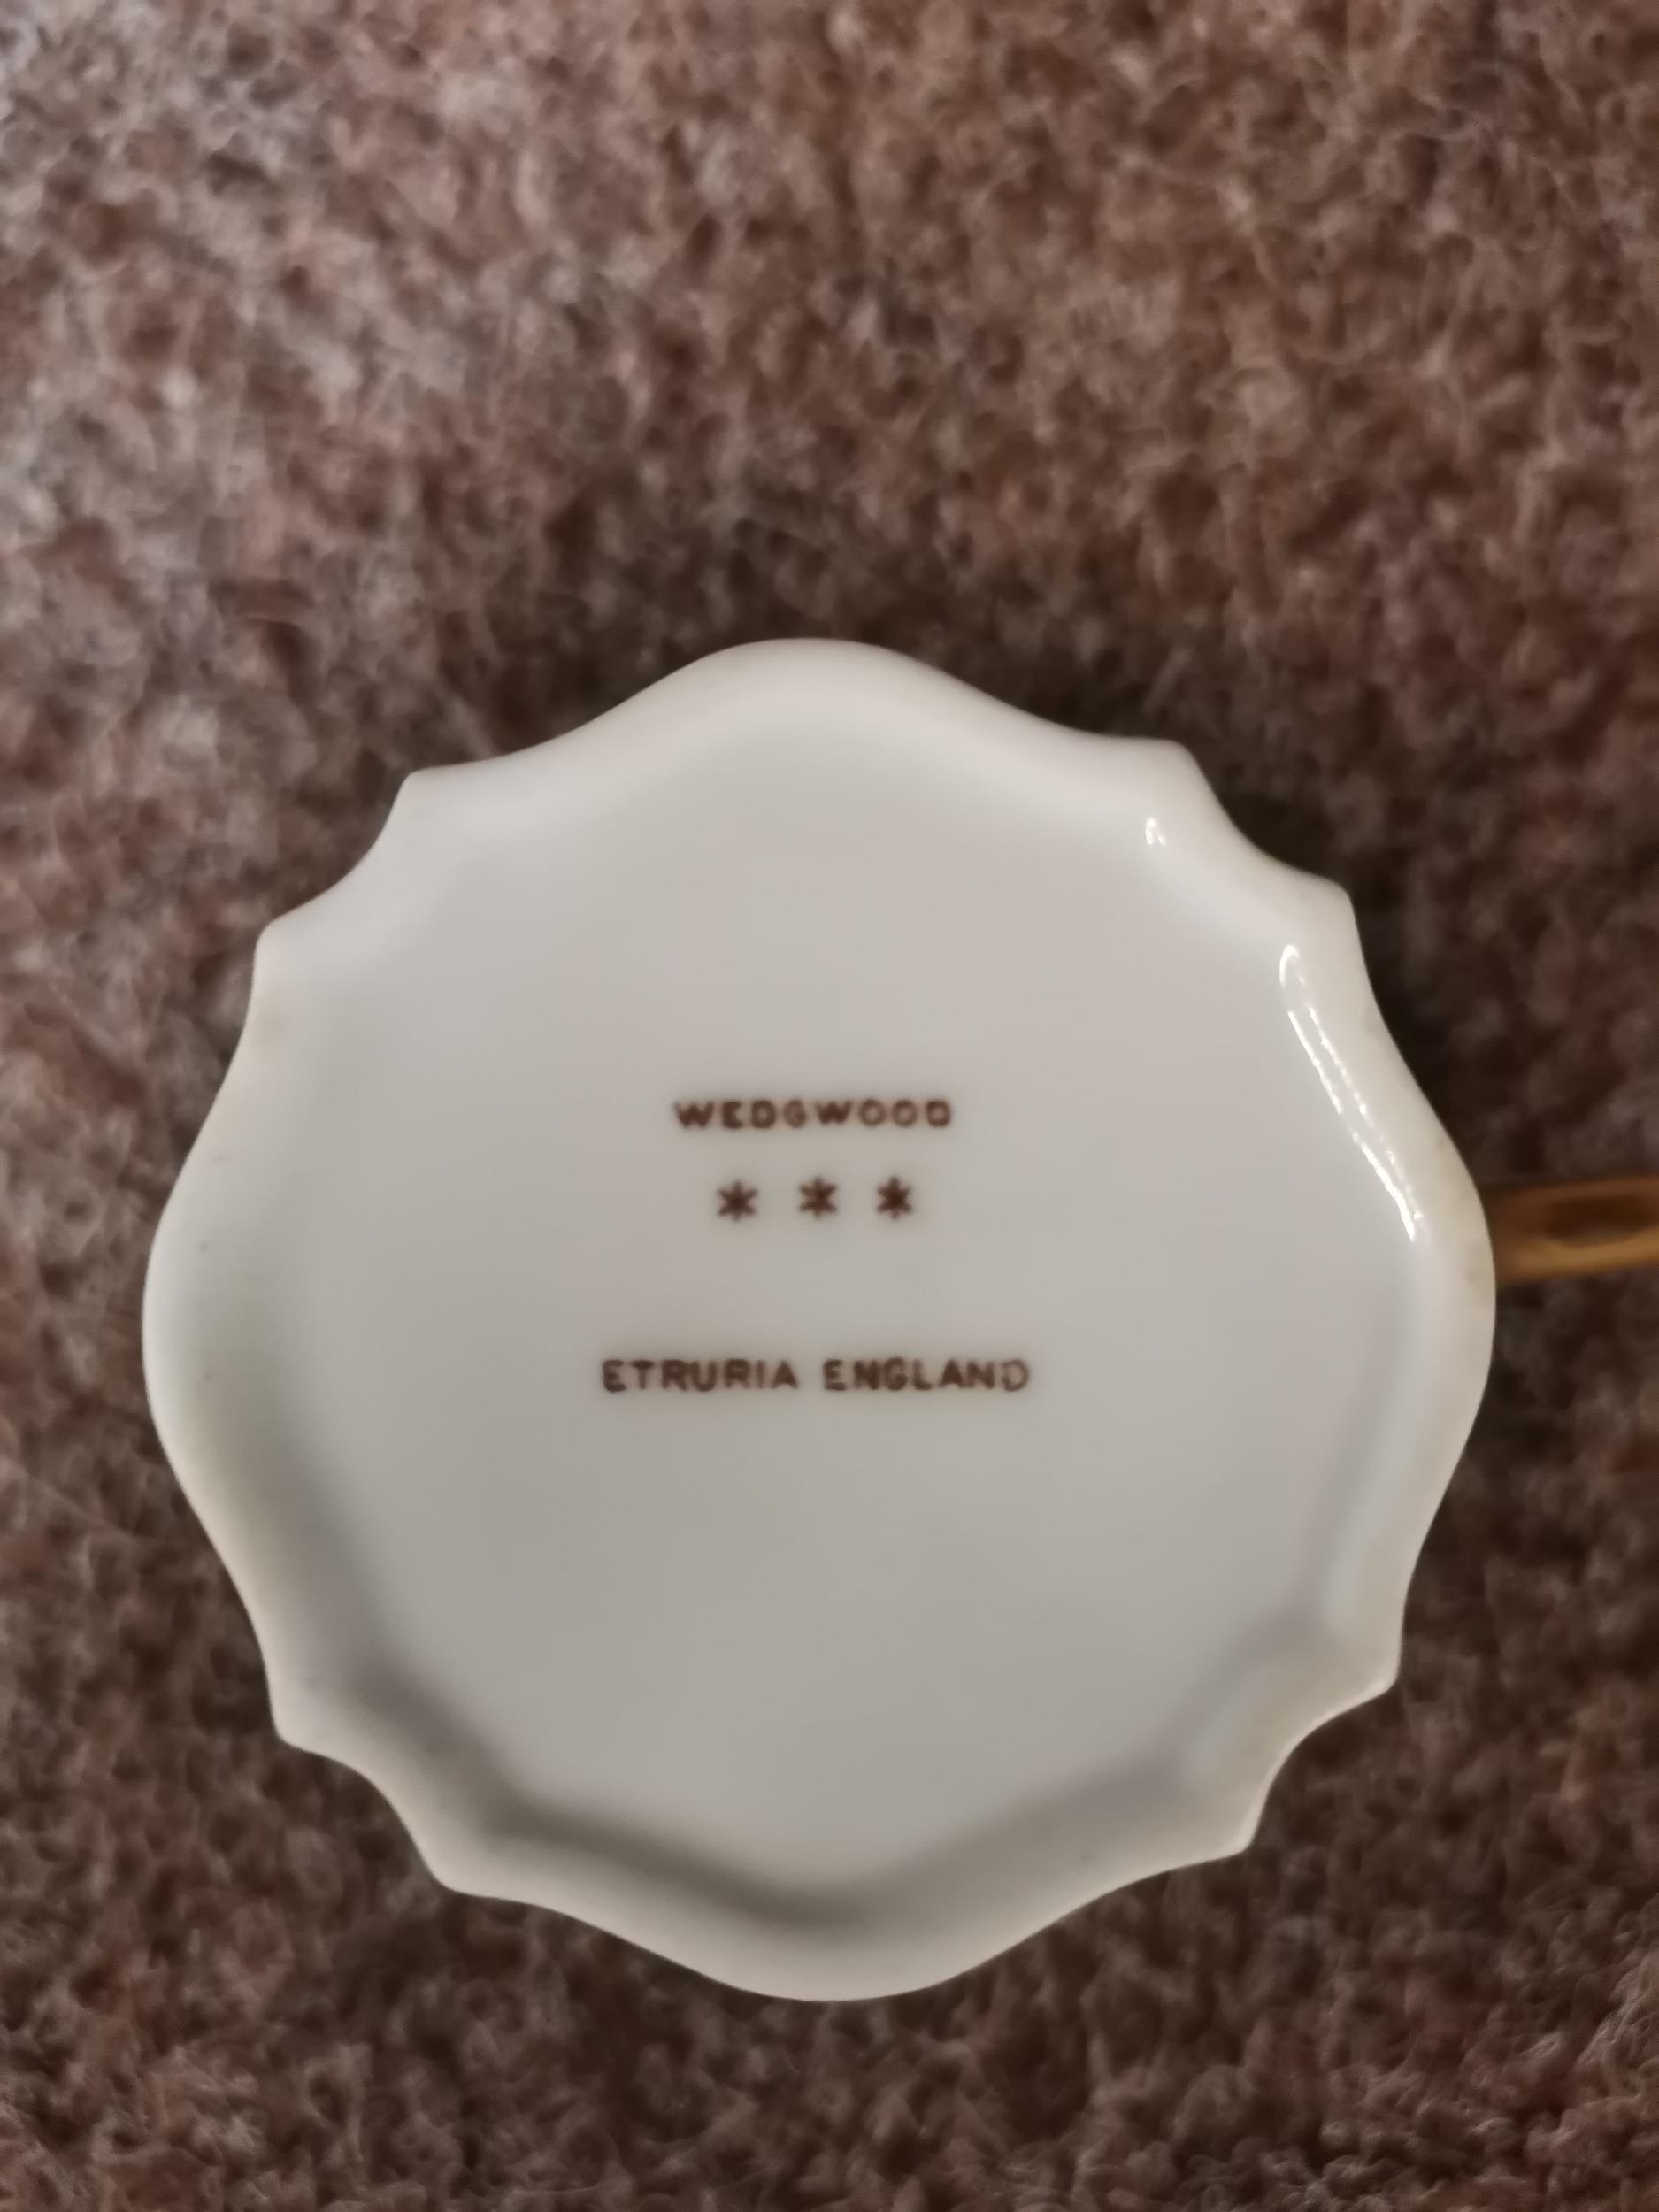 WEDGWOOD
* * *
ETRURIA ENGLAND